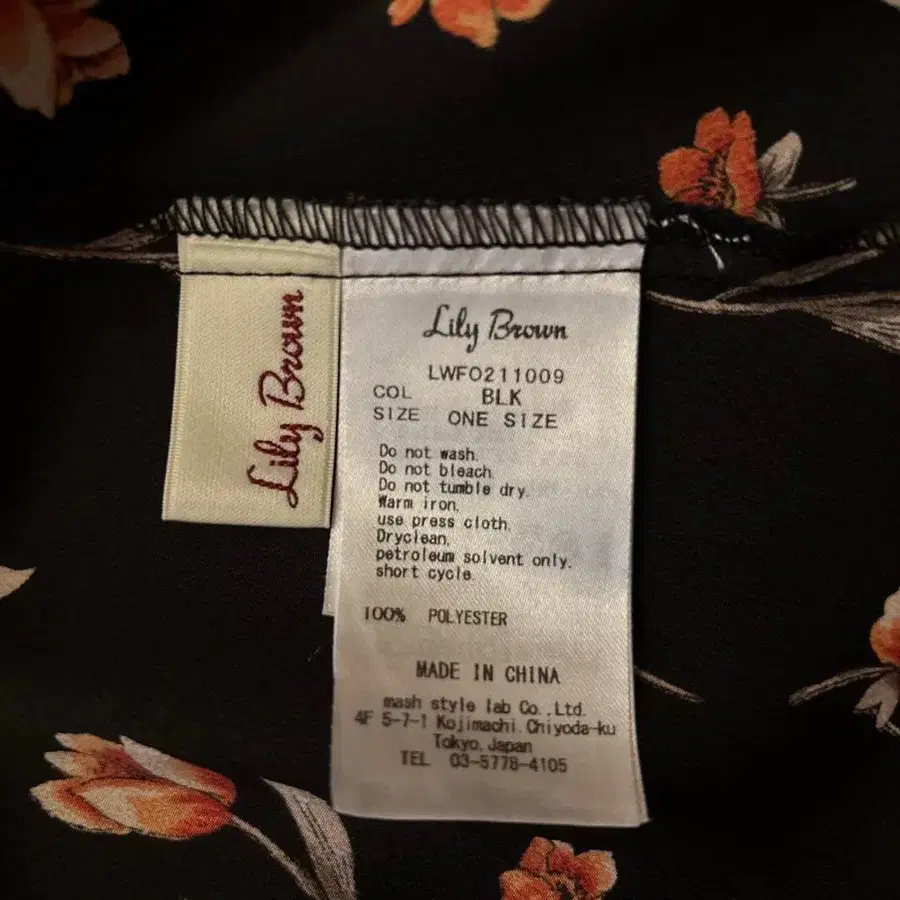 Lily Brown
Lily Brown
LWFO211009
COL BLK
SIZE ONE SIZE
Do not wash.
Do not bleach.
Do not tumble dry.
Warm iron,
use press cloth.
Dryclean,
petroleum solvent only.
short cycle.
100% POLYESTER
MADE IN CHINA
mash style lab Co.,Ltd.
4F 5-7-1 Kojimachi.Chiyoda-ku
Tokyo.Japan
TEL 03-5778-4105